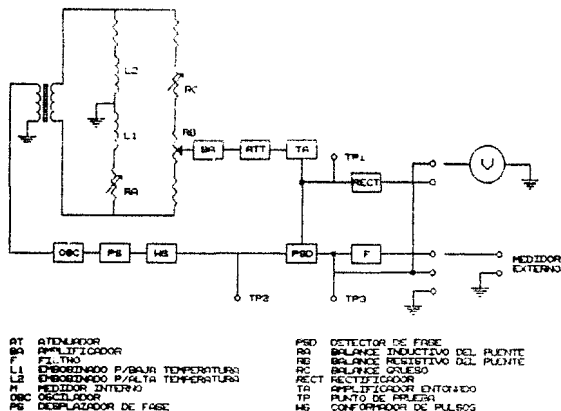 L2
RC
L1
RB
RA
BA
ATT
TA
TP1
RECT
V
OSC
PS
WG
PSD
F
MEDIDOR
EXTERNO
TP2
TP3
AT ATENUADOR
BA AMPLIFICADOR
F FILTRO
L1 EMBOBINADO P/BAJA TEMPERATURA
L2 EMBOBINADO P/ALTA TEMPERATURA
M MEDIDOR INTERNO
OSC OSCILADOR
PS DESPLAZADOR DE FASE
PSD DETECTOR DE FASE
RA BALANCE INDUCTIVO DEL PUENTE
RB BALANCE RESISTIVO DEL PUENTE
RC BALANCE GRUESO
RECT RECTIFICADOR
TA AMPLIFICADOR ENTONADO
TP PUNTO DE PRUEBA
WG CONFORMADOR DE PULSOS